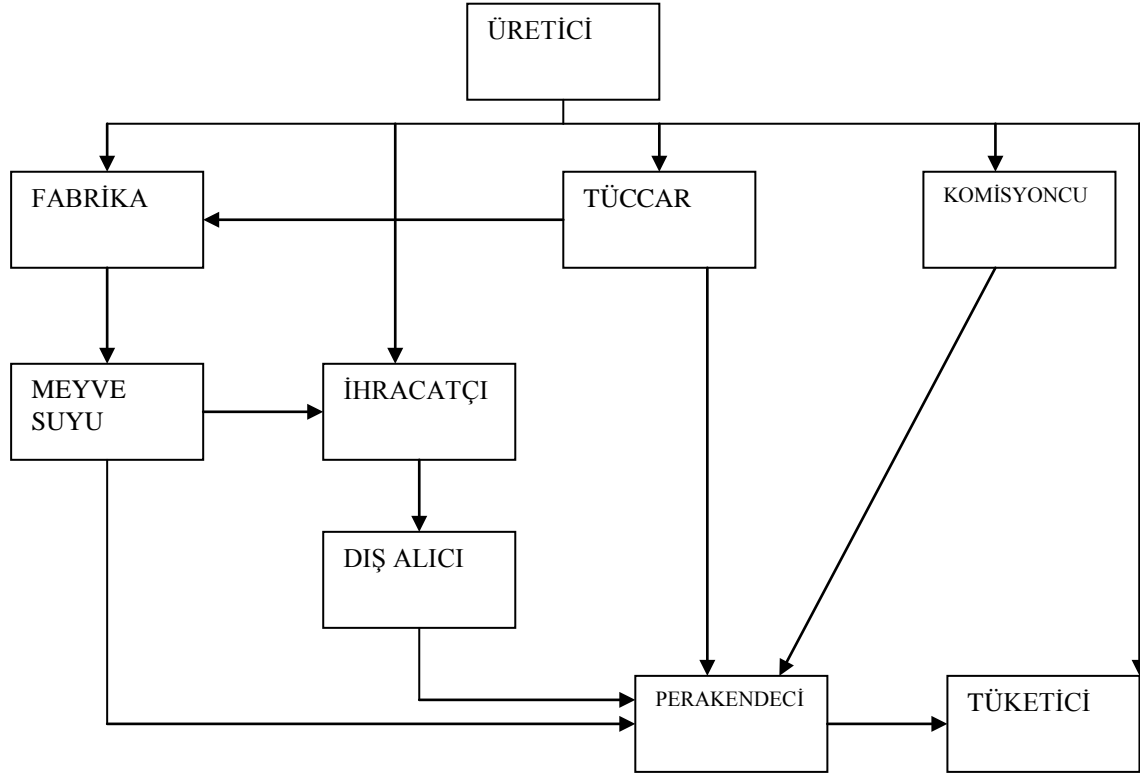 ÜRETİCİ
FABRİKA
TÜCCAR
KOMİSYONCU
MEYVE
SUYU
İHRACATÇI
DIŞ ALICI
PERAKENDECİ
TÜKETİCİ